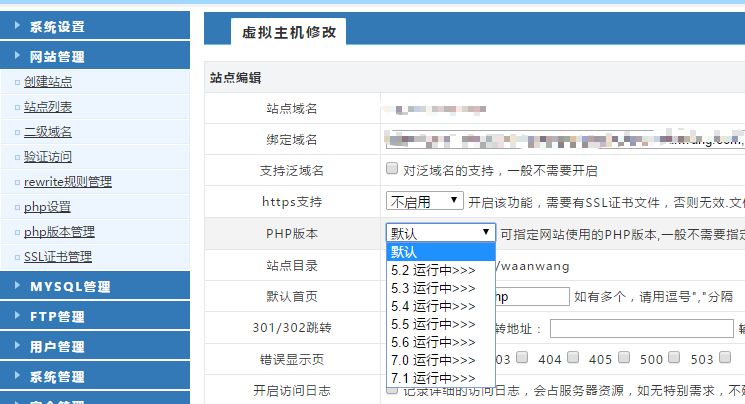 系统设置
网站管理
创建站点
站点列表
二级域名
验证访问
rewrite规则管理
php设置
php版本管理
SSL证书管理
MYSQL管理
FTP管理
用户管理
系统管理
虚拟主机修改
站点编辑
站点域名
绑定域名
支持泛域名 对泛域名的支持，一般不需要开启
https支持 不启用 开启该功能，需要有SSL证书文件，否则无效.文
PHP版本 默认 可指定网站使用的PHP版本,一般不需要指
默认
5.2 运行中>>>
5.3 运行中>>>
5.4 运行中>>>
5.5 运行中>>>
5.6 运行中>>>
7.0 运行中>>>
7.1 运行中>>>
站点目录 /waanwang
默认首页 如有多个，请用逗号","分隔
301/302跳转 转地址：
错误显示页 03 404 405 500 503
开启访问日志 记录详细的访问日志，会占服务器资源，如无特别需求，不